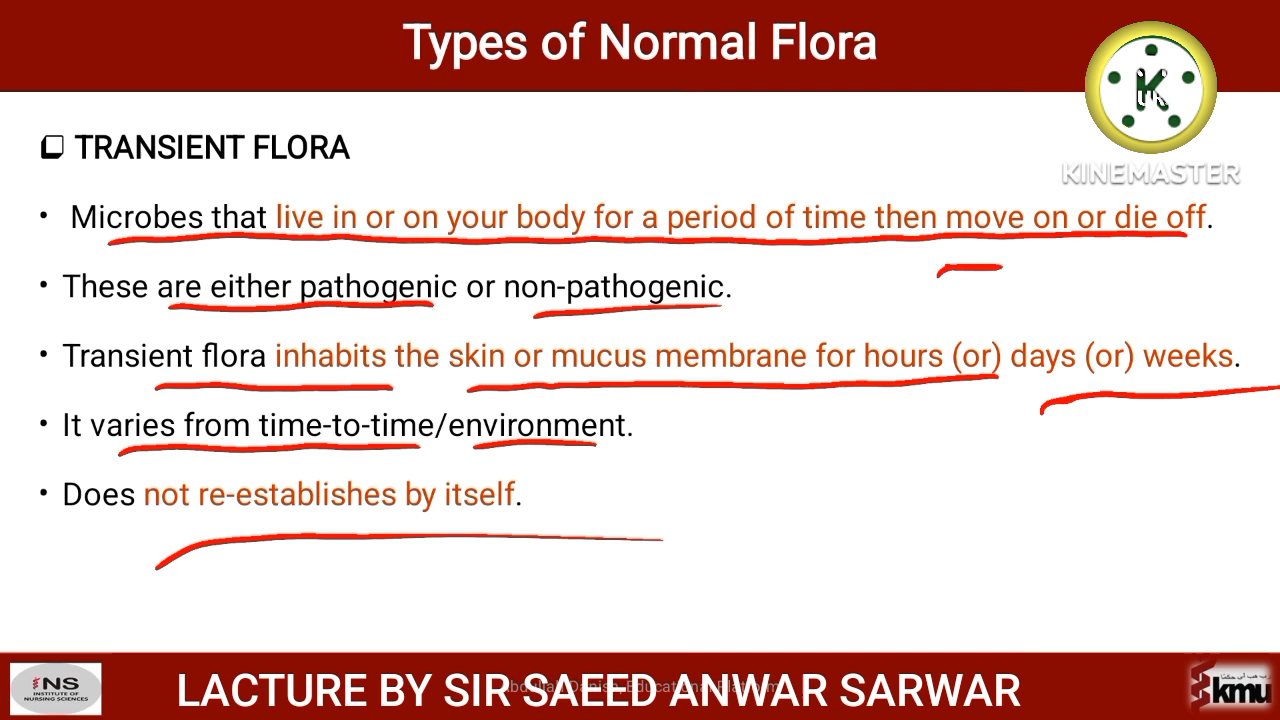 Types of Normal Flora
KINEMASTER
TRANSIENT FLORA
• Microbes that live in or on your body for a period of time then move on or die off.
• These are either pathogenic or non-pathogenic.
• Transient flora inhabits the skin or mucus membrane for hours (or) days (or) weeks.
• It varies from time-to-time/environment.
• Does not re-establishes by itself.
INS
INSTITUTE OF
NURSING SCIENCES
LACTURE BY SIR SAEED ANWAR SARWAR
kmu